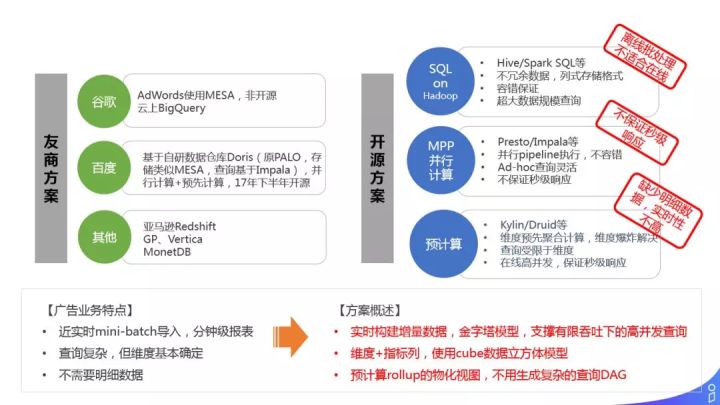 友商方案
谷歌
AdWords使用MESA，非开源
云上BigQuery
百度
基于自研数据仓库Doris（原PALO，存
储类似MESA，查询基于Impala），并
行计算+预先计算，17年下半年开源
其他
亚马逊Redshift
GP、Vertica
MonetDB
开源方案
SQL
on
Hadoop
• Hive/Spark SQL等
• 不冗余数据，列式存储格式
• 容错保证
• 超大数据规模查询
离线批处理
不适合在线
MPP
并行
计算
• Presto/Impala等
• 并行pipeline执行，不容错
• Ad-hoc查询灵活
• 不保证秒级响应
不保证秒级
响应
预计算
• Kylin/Druid等
• 维度预先聚合计算，维度爆炸解决
• 查询受限于维度
• 在线高并发，保证秒级响应
缺少明细数
据，实时性
不高
【广告业务特点】
• 近实时mini-batch导入，分钟级报表
• 查询复杂，但维度基本确定
• 不需要明细数据
【方案概述】
• 实时构建增量数据，金字塔模型，支撑有限吞吐下的高并发查询
• 维度+指标列，使用cube数据立方体模型
• 预计算rollup的物化视图，不用生成复杂的查询DAG